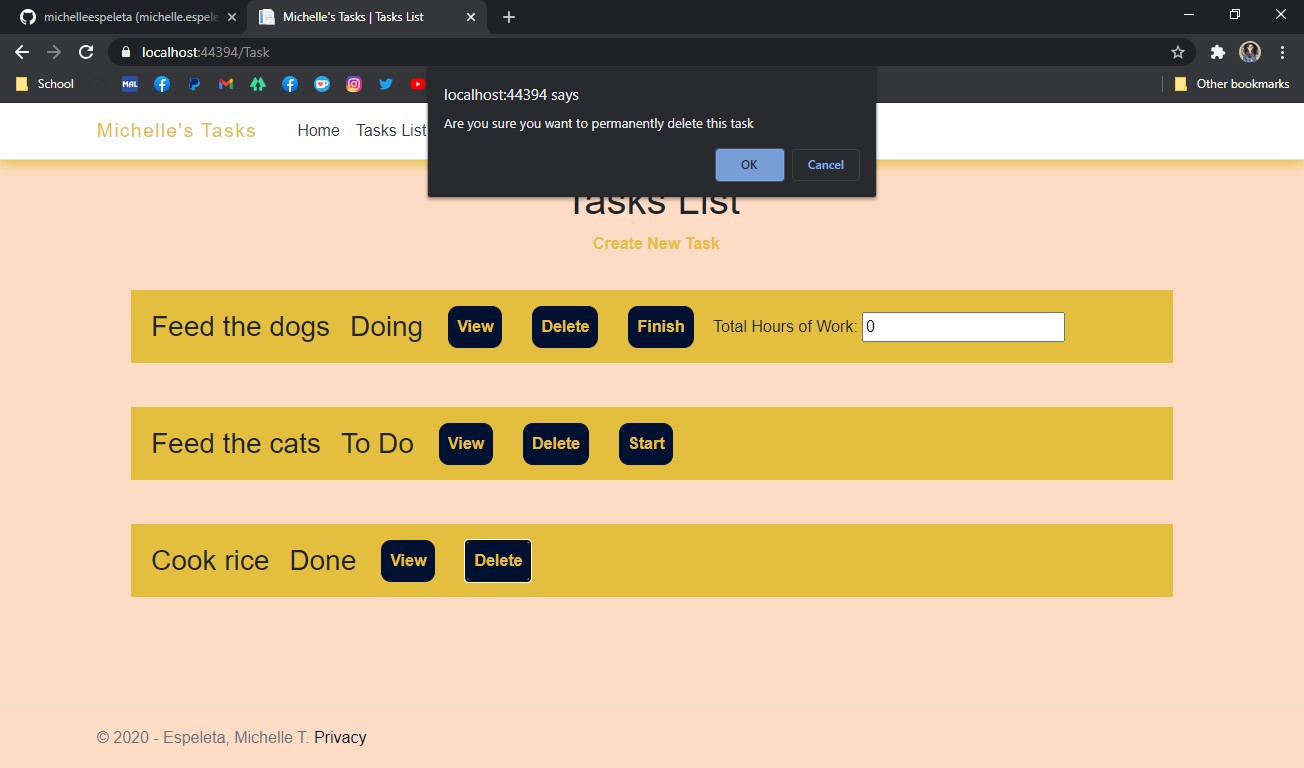 michelleespeleta (michelle.espele
Michelle's Tasks | Tasks List
localhost:44394/Task
School
MAL
Other bookmarks
localhost:44394 says
Are you sure you want to permanently delete this task
OK Cancel
Michelle's Tasks Home Tasks List
Tasks List
Create New Task
Feed the dogs Doing View Delete Finish Total Hours of Work: 0
Feed the cats To Do View Delete Start
Cook rice Done View Delete
© 2020 - Espeleta, Michelle T. Privacy